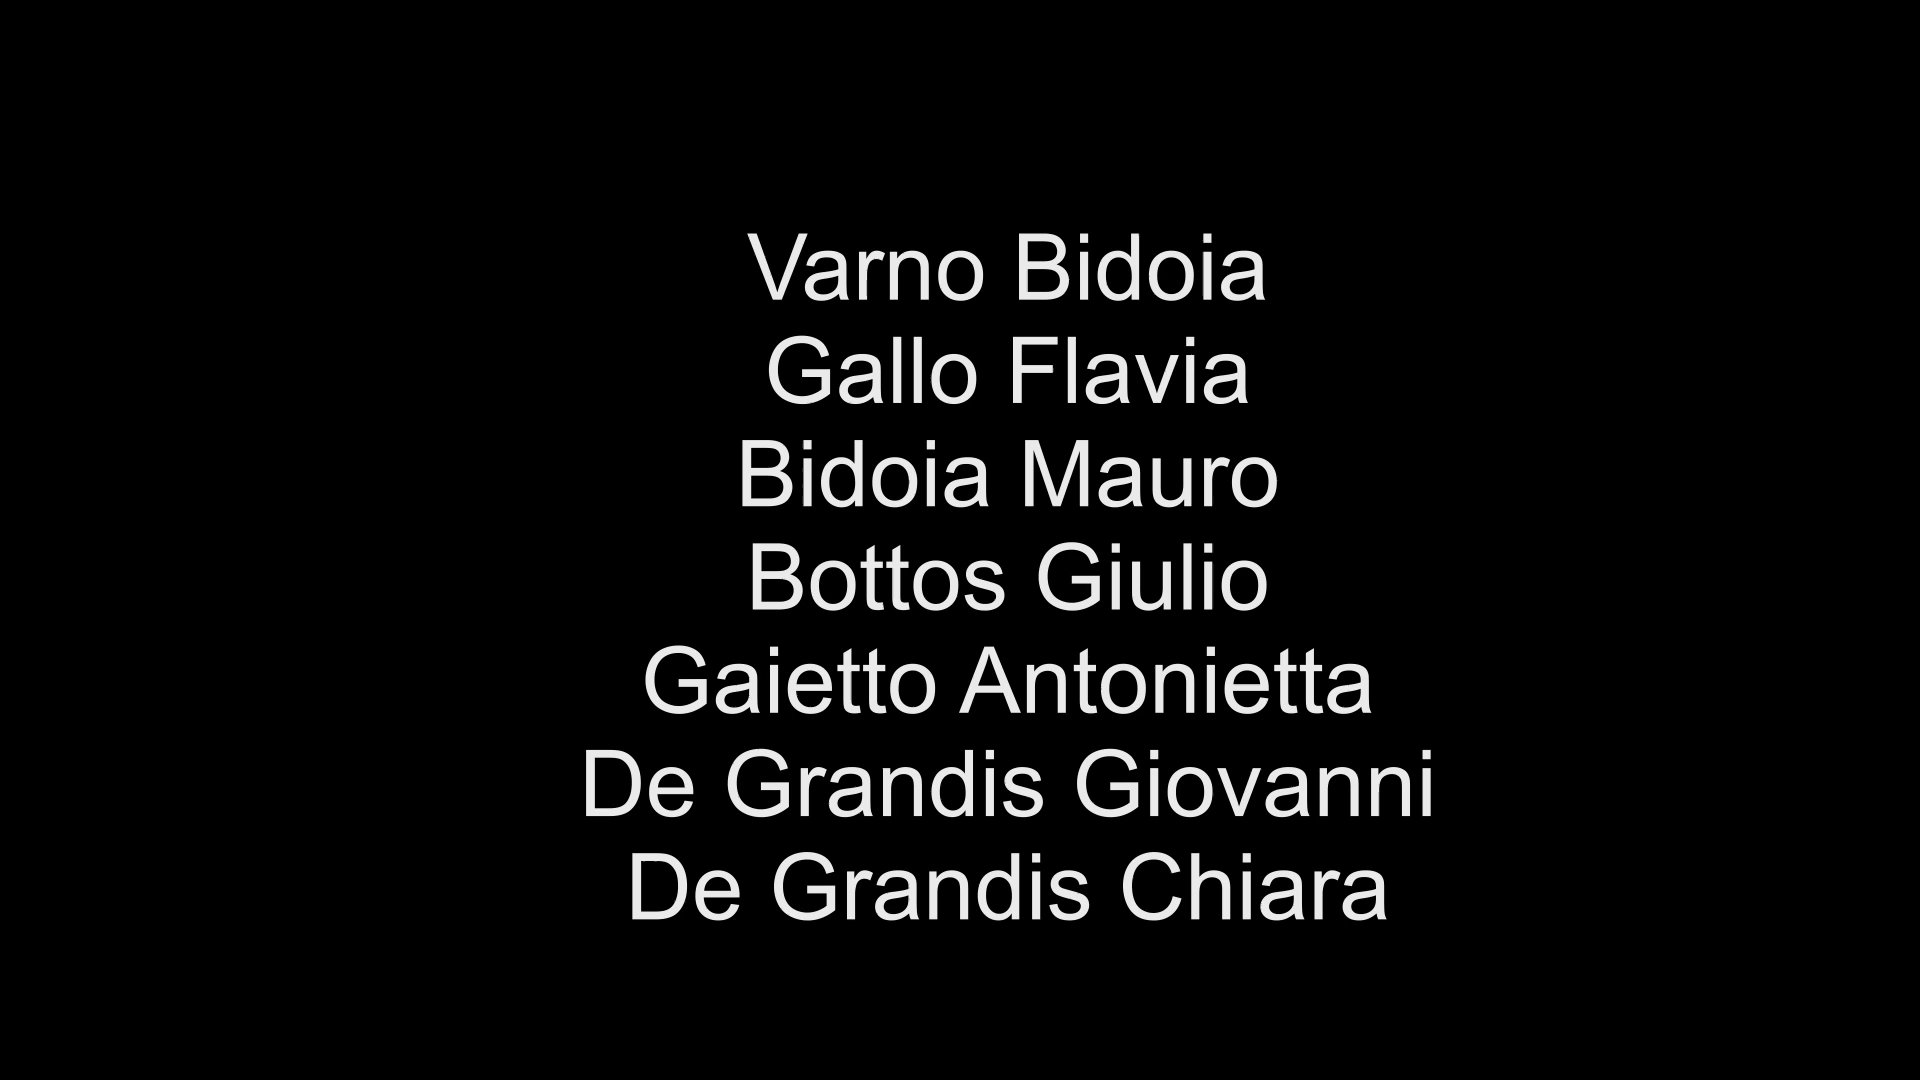 Varno Bidoia
Gallo Flavia
Bidoia Mauro
Bottos Giulio
Gaietto Antonietta
De Grandis Giovanni
De Grandis Chiara